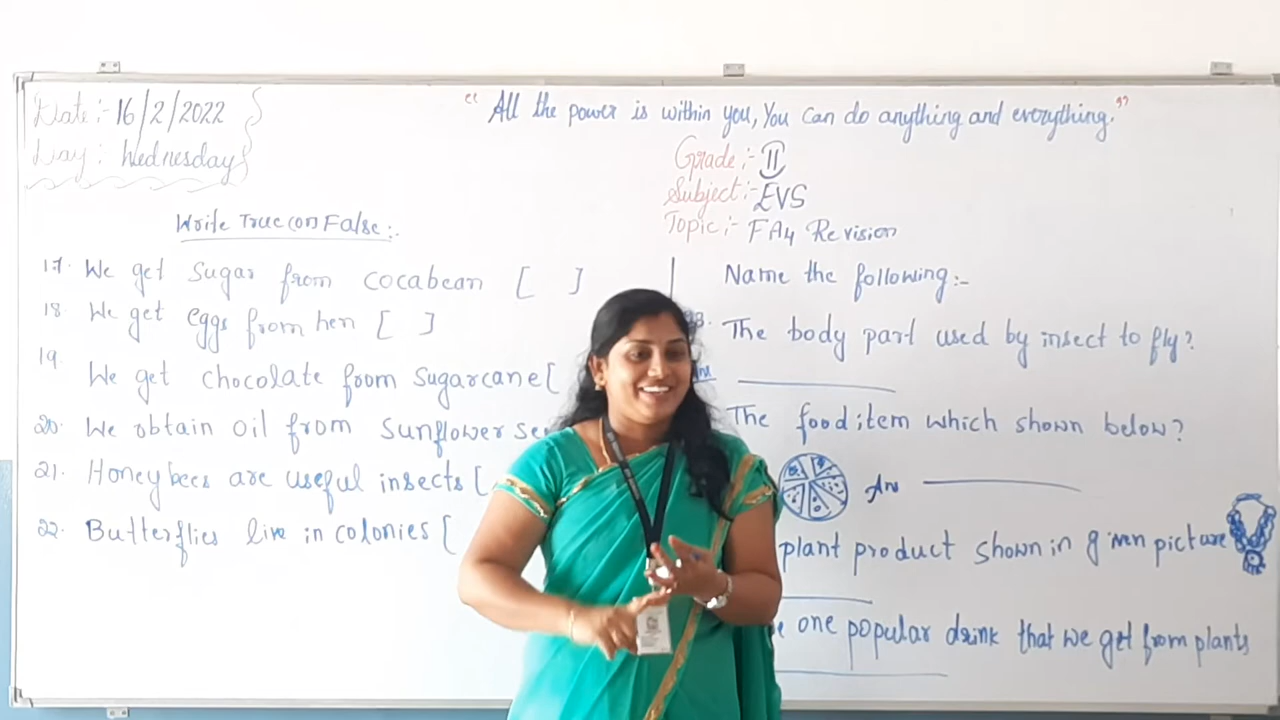 Date:- 16/2/2022
Day: Wednesday
" All the power is within you, You can do anything and everything."
Grade:- II
Subject:- EVS
Topic:- FA4 Revision
Write True (or) False:-
17. We get sugar from cocabean [ ]
18. We get eggs from hen [ ]
19. We get chocolate from sugarcane [
20. We obtain oil from sunflower se
21. Honeybees are useful insects [
22. Butterflies live in colonies [
Name the following:-
3. The body part used by insect to fly?
The food item which shown below?
Ans
plant product shown in given picture
one popular drink that we get from plants